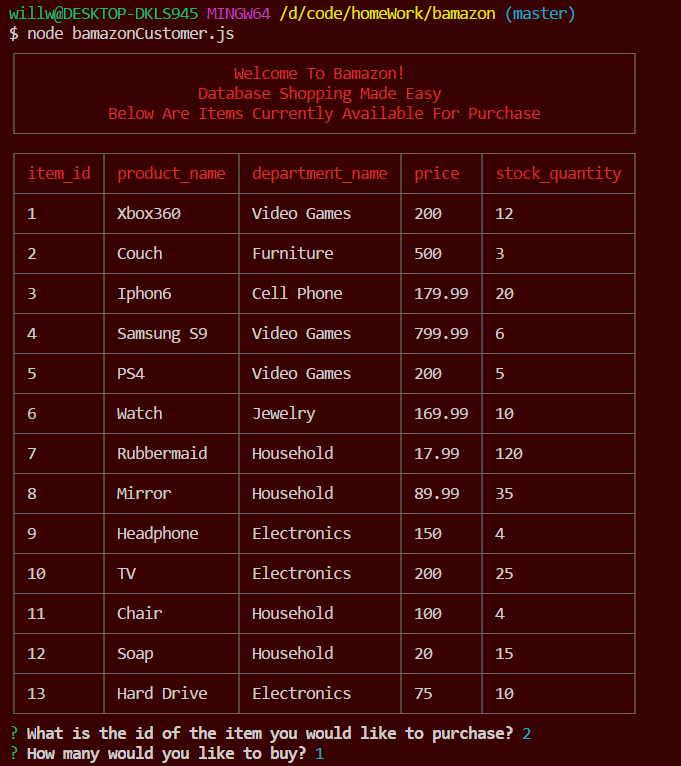 willw@DESKTOP-DKLS945 MINGW64 /d/code/homeWork/bamazon (master)
$ node bamazonCustomer.js
Welcome To Bamazon!
Database Shopping Made Easy
Below Are Items Currently Available For Purchase
item_id product_name department_name price stock_quantity
1 Xbox360 Video Games 200 12
2 Couch Furniture 500 3
3 Iphon6 Cell Phone 179.99 20
4 Samsung S9 Video Games 799.99 6
5 PS4 Video Games 200 5
6 Watch Jewelry 169.99 10
7 Rubbermaid Household 17.99 120
8 Mirror Household 89.99 35
9 Headphone Electronics 150 4
10 TV Electronics 200 25
11 Chair Household 100 4
12 Soap Household 20 15
13 Hard Drive Electronics 75 10
? What is the id of the item you would like to purchase? 2
? How many would you like to buy? 1